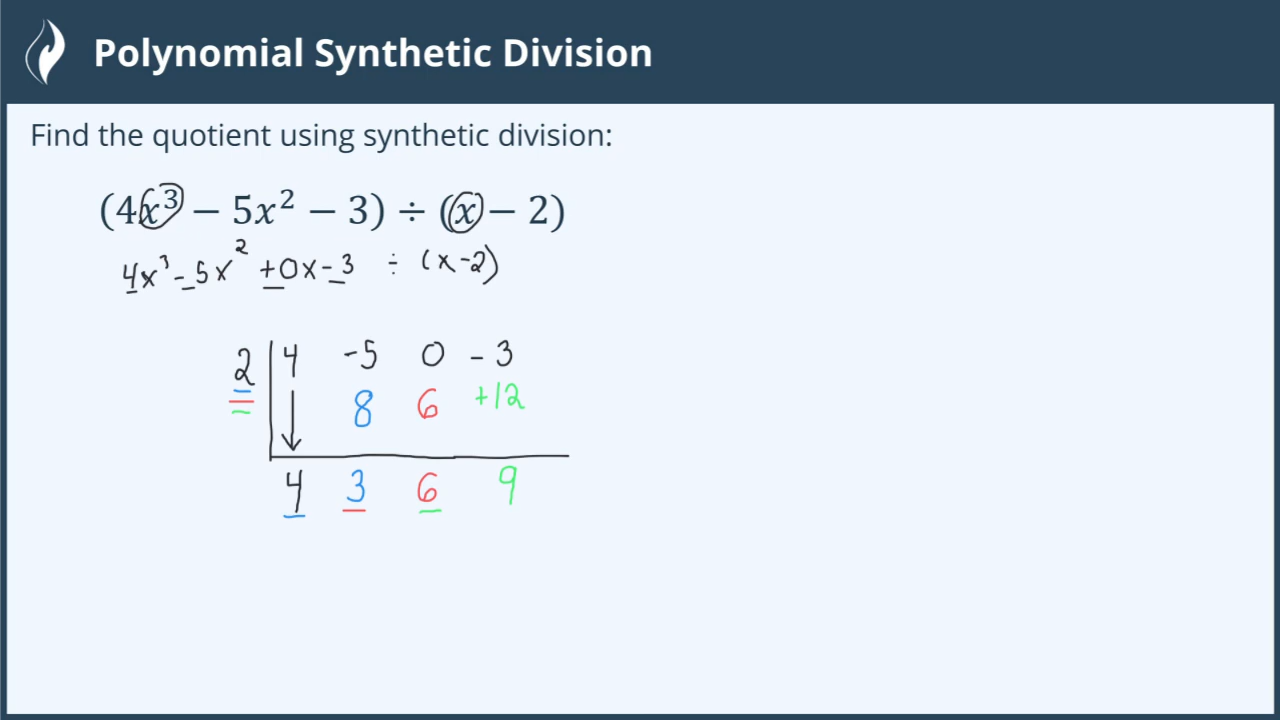 Polynomial Synthetic Division
Find the quotient using synthetic division:
(4x³ − 5x² − 3) ÷ (x − 2)
4x³ - 5x² + 0x - 3 ÷ (x - 2)
2 | 4 -5 0 - 3
8 6 +12
4 3 6 9